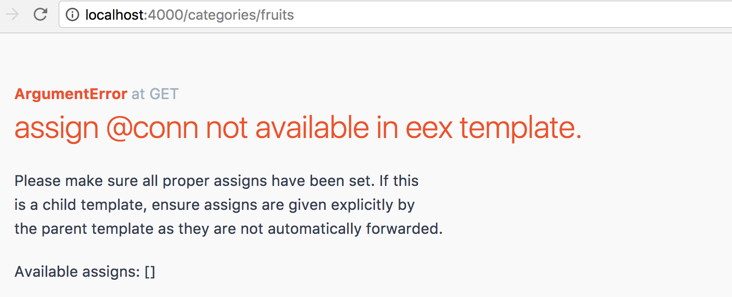 localhost:4000/categories/fruits
ArgumentError at GET
assign @conn not available in eex template.
Please make sure all proper assigns have been set. If this
is a child template, ensure assigns are given explicitly by
the parent template as they are not automatically forwarded.
Available assigns: []